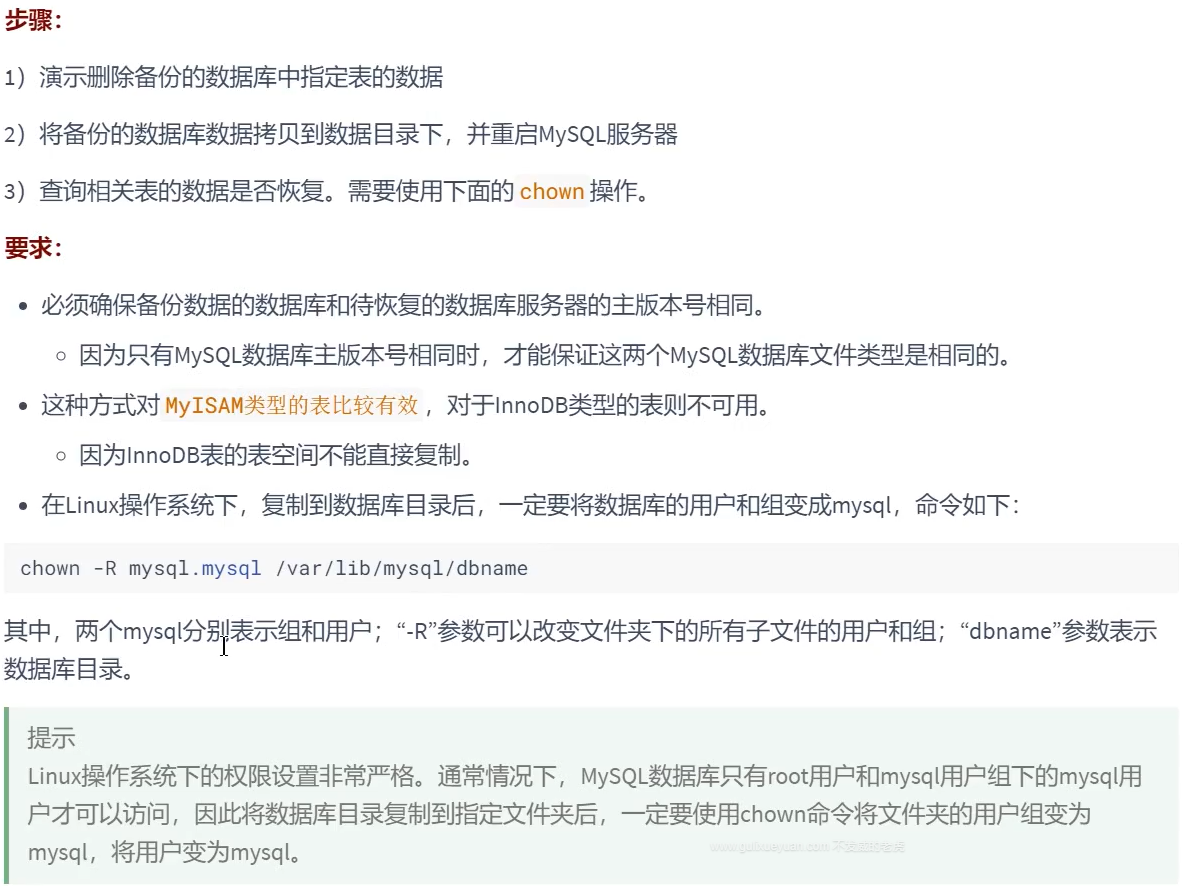 步骤：
1）演示删除备份的数据库中指定表的数据
2）将备份的数据库数据拷贝到数据目录下，并重启MySQL服务器
3）查询相关表的数据是否恢复。需要使用下面的 chown 操作。
要求：
• 必须确保备份数据的数据库和待恢复的数据库服务器的主版本号相同。
○ 因为只有MySQL数据库主版本号相同时，才能保证这两个MySQL数据库文件类型是相同的。
• 这种方式对 MyISAM类型的表比较有效 ，对于InnoDB类型的表则不可用。
○ 因为InnoDB表的表空间不能直接复制。
• 在Linux操作系统下，复制到数据库目录后，一定要将数据库的用户和组变成mysql，命令如下：
chown -R mysql.mysql /var/lib/mysql/dbname
其中，两个mysql分别表示组和用户；“-R”参数可以改变文件夹下的所有子文件的用户和组；“dbname”参数表示
数据库目录。
提示
Linux操作系统下的权限设置非常严格。通常情况下，MySQL数据库只有root用户和mysql用户组下的mysql用
户才可以访问，因此将数据库目录复制到指定文件夹后，一定要使用chown命令将文件夹的用户组变为
mysql，将用户变为mysql。